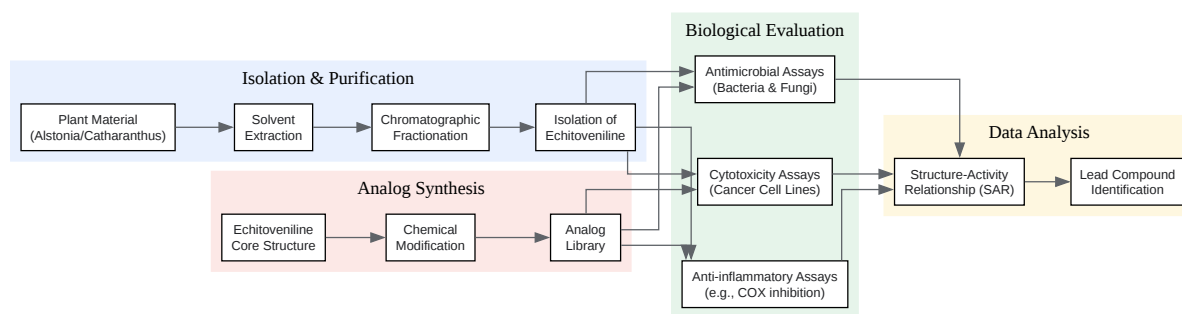 Biological Evaluation
Isolation & Purification
Antimicrobial Assays
(Bacteria & Fungi)
Plant Material
(Alstonia/Catharanthus)
Solvent
Extraction
Chromatographic
Fractionation
Isolation of
Echitoveniline
Data Analysis
Analog Synthesis
Cytotoxicity Assays
(Cancer Cell Lines)
Structure-Activity
Relationship (SAR)
Lead Compound
Identification
Echitoveniline
Core Structure
Chemical
Modification
Analog
Library
Anti-inflammatory Assays
(e.g., COX inhibition)